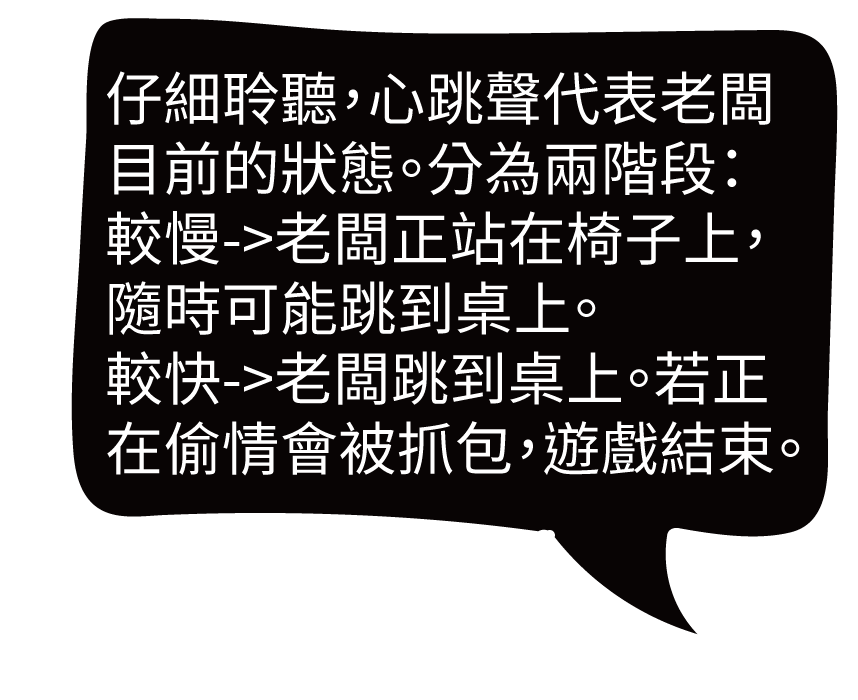 仔細聆聽，心跳聲代表老闆
目前的狀態。分為兩階段：
較慢->老闆正站在椅子上，
隨時可能跳到桌上。
較快->老闆跳到桌上。若正
在偷情會被抓包，遊戲結束。